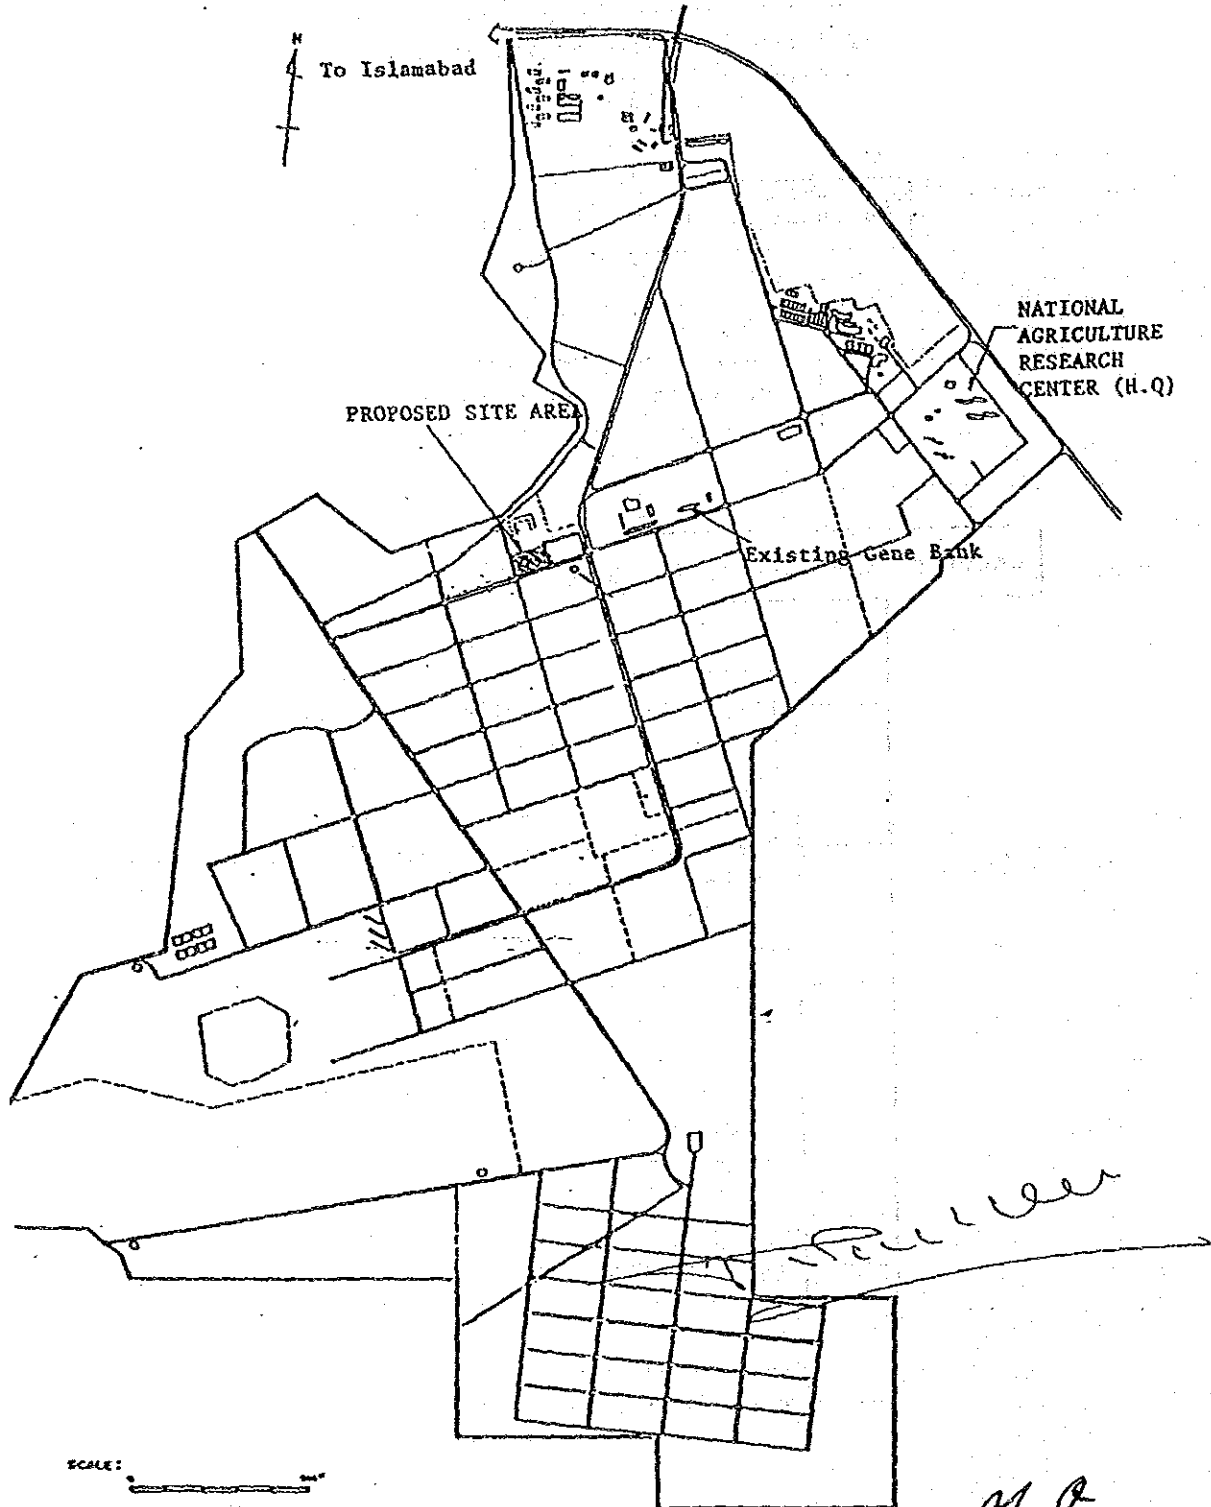 N
To Islamabad
NATIONAL
AGRICULTURE
RESEARCH
CENTER (H.Q)
PROPOSED SITE AREA
Existing Gene Bank
SCALE: